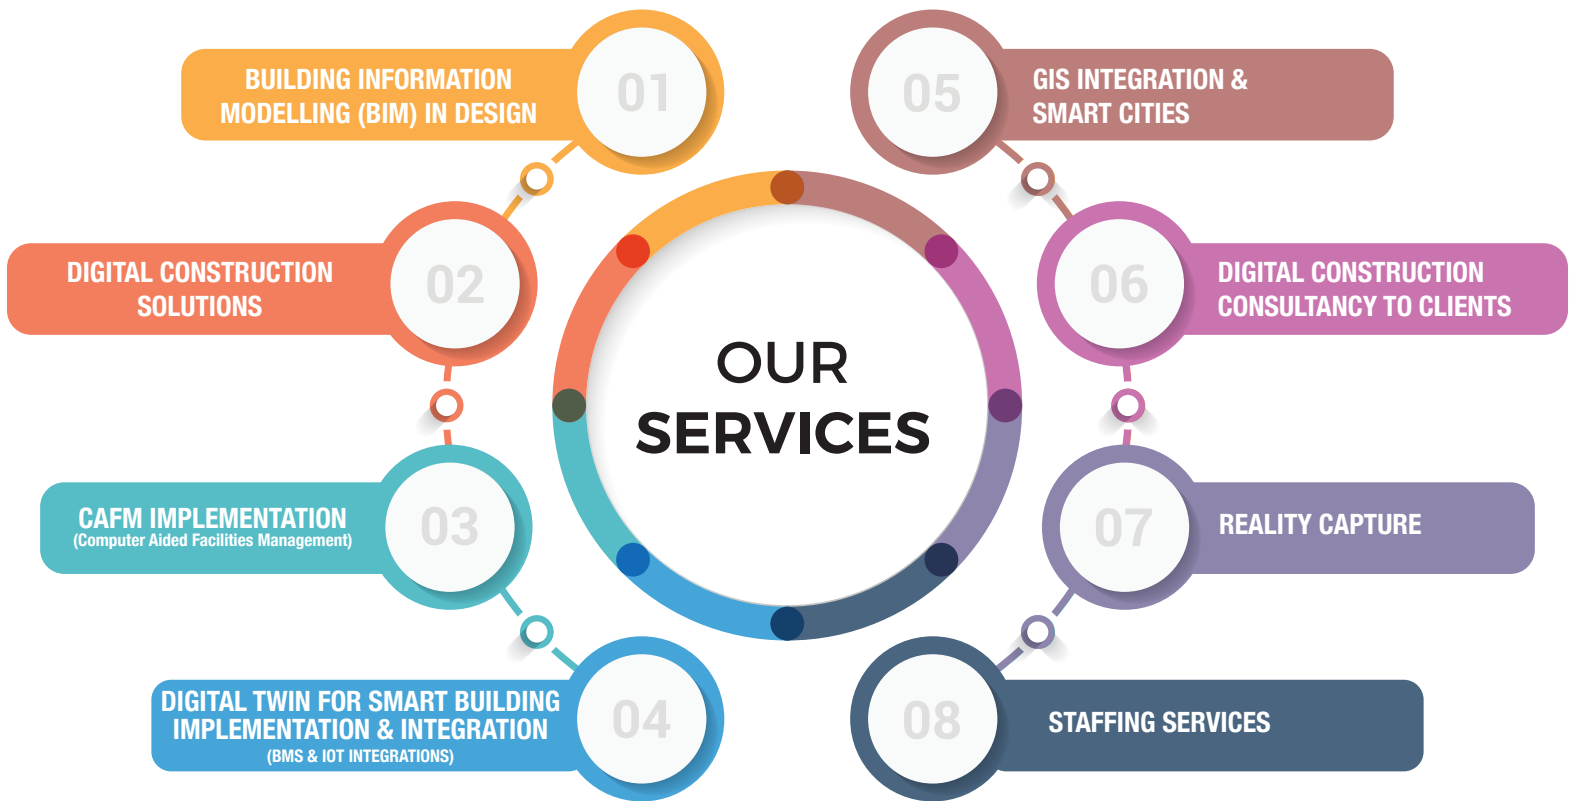 OUR
SERVICES
01
BUILDING INFORMATION
MODELLING (BIM) IN DESIGN
02
DIGITAL CONSTRUCTION
SOLUTIONS
03
CAFM IMPLEMENTATION
(Computer Aided Facilities Management)
04
DIGITAL TWIN FOR SMART BUILDING
IMPLEMENTATION & INTEGRATION
(BMS & IOT INTEGRATIONS)
05
GIS INTEGRATION &
SMART CITIES
06
DIGITAL CONSTRUCTION
CONSULTANCY TO CLIENTS
07
REALITY CAPTURE
08
STAFFING SERVICES